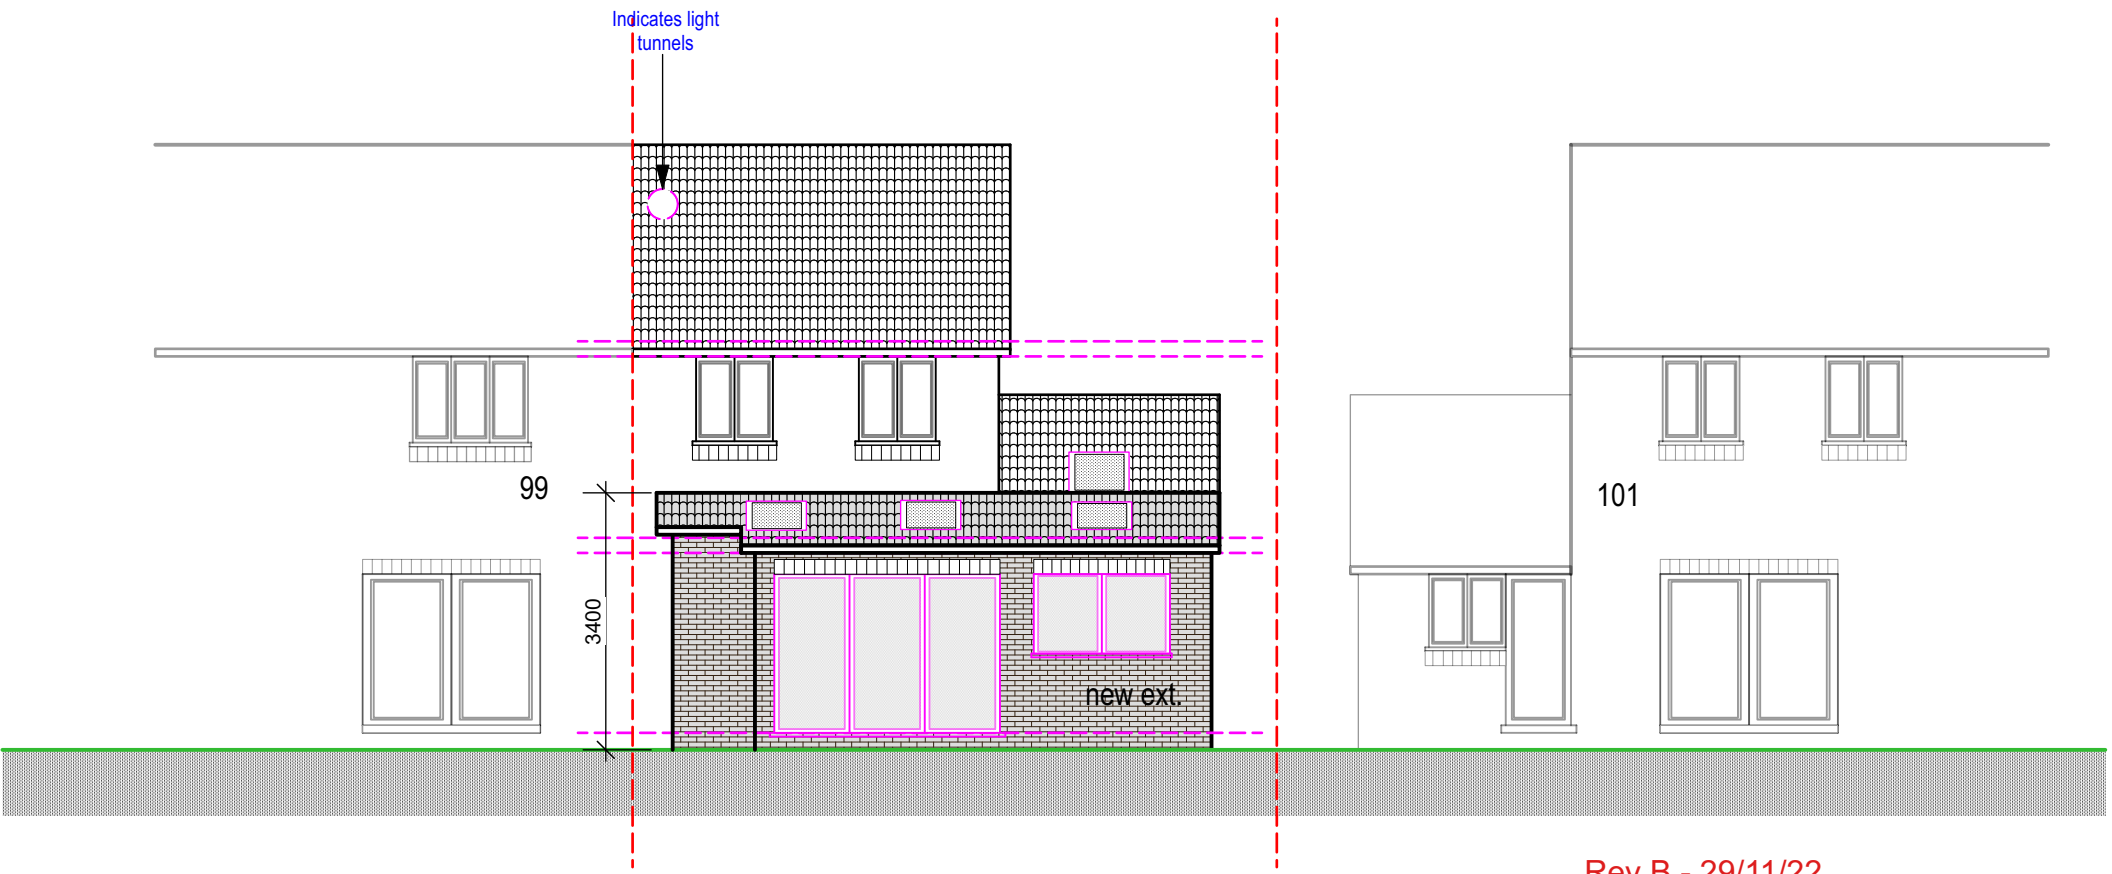 Indicates light
tunnels
99
101
3400
new ext.
Rev B - 29/11/22